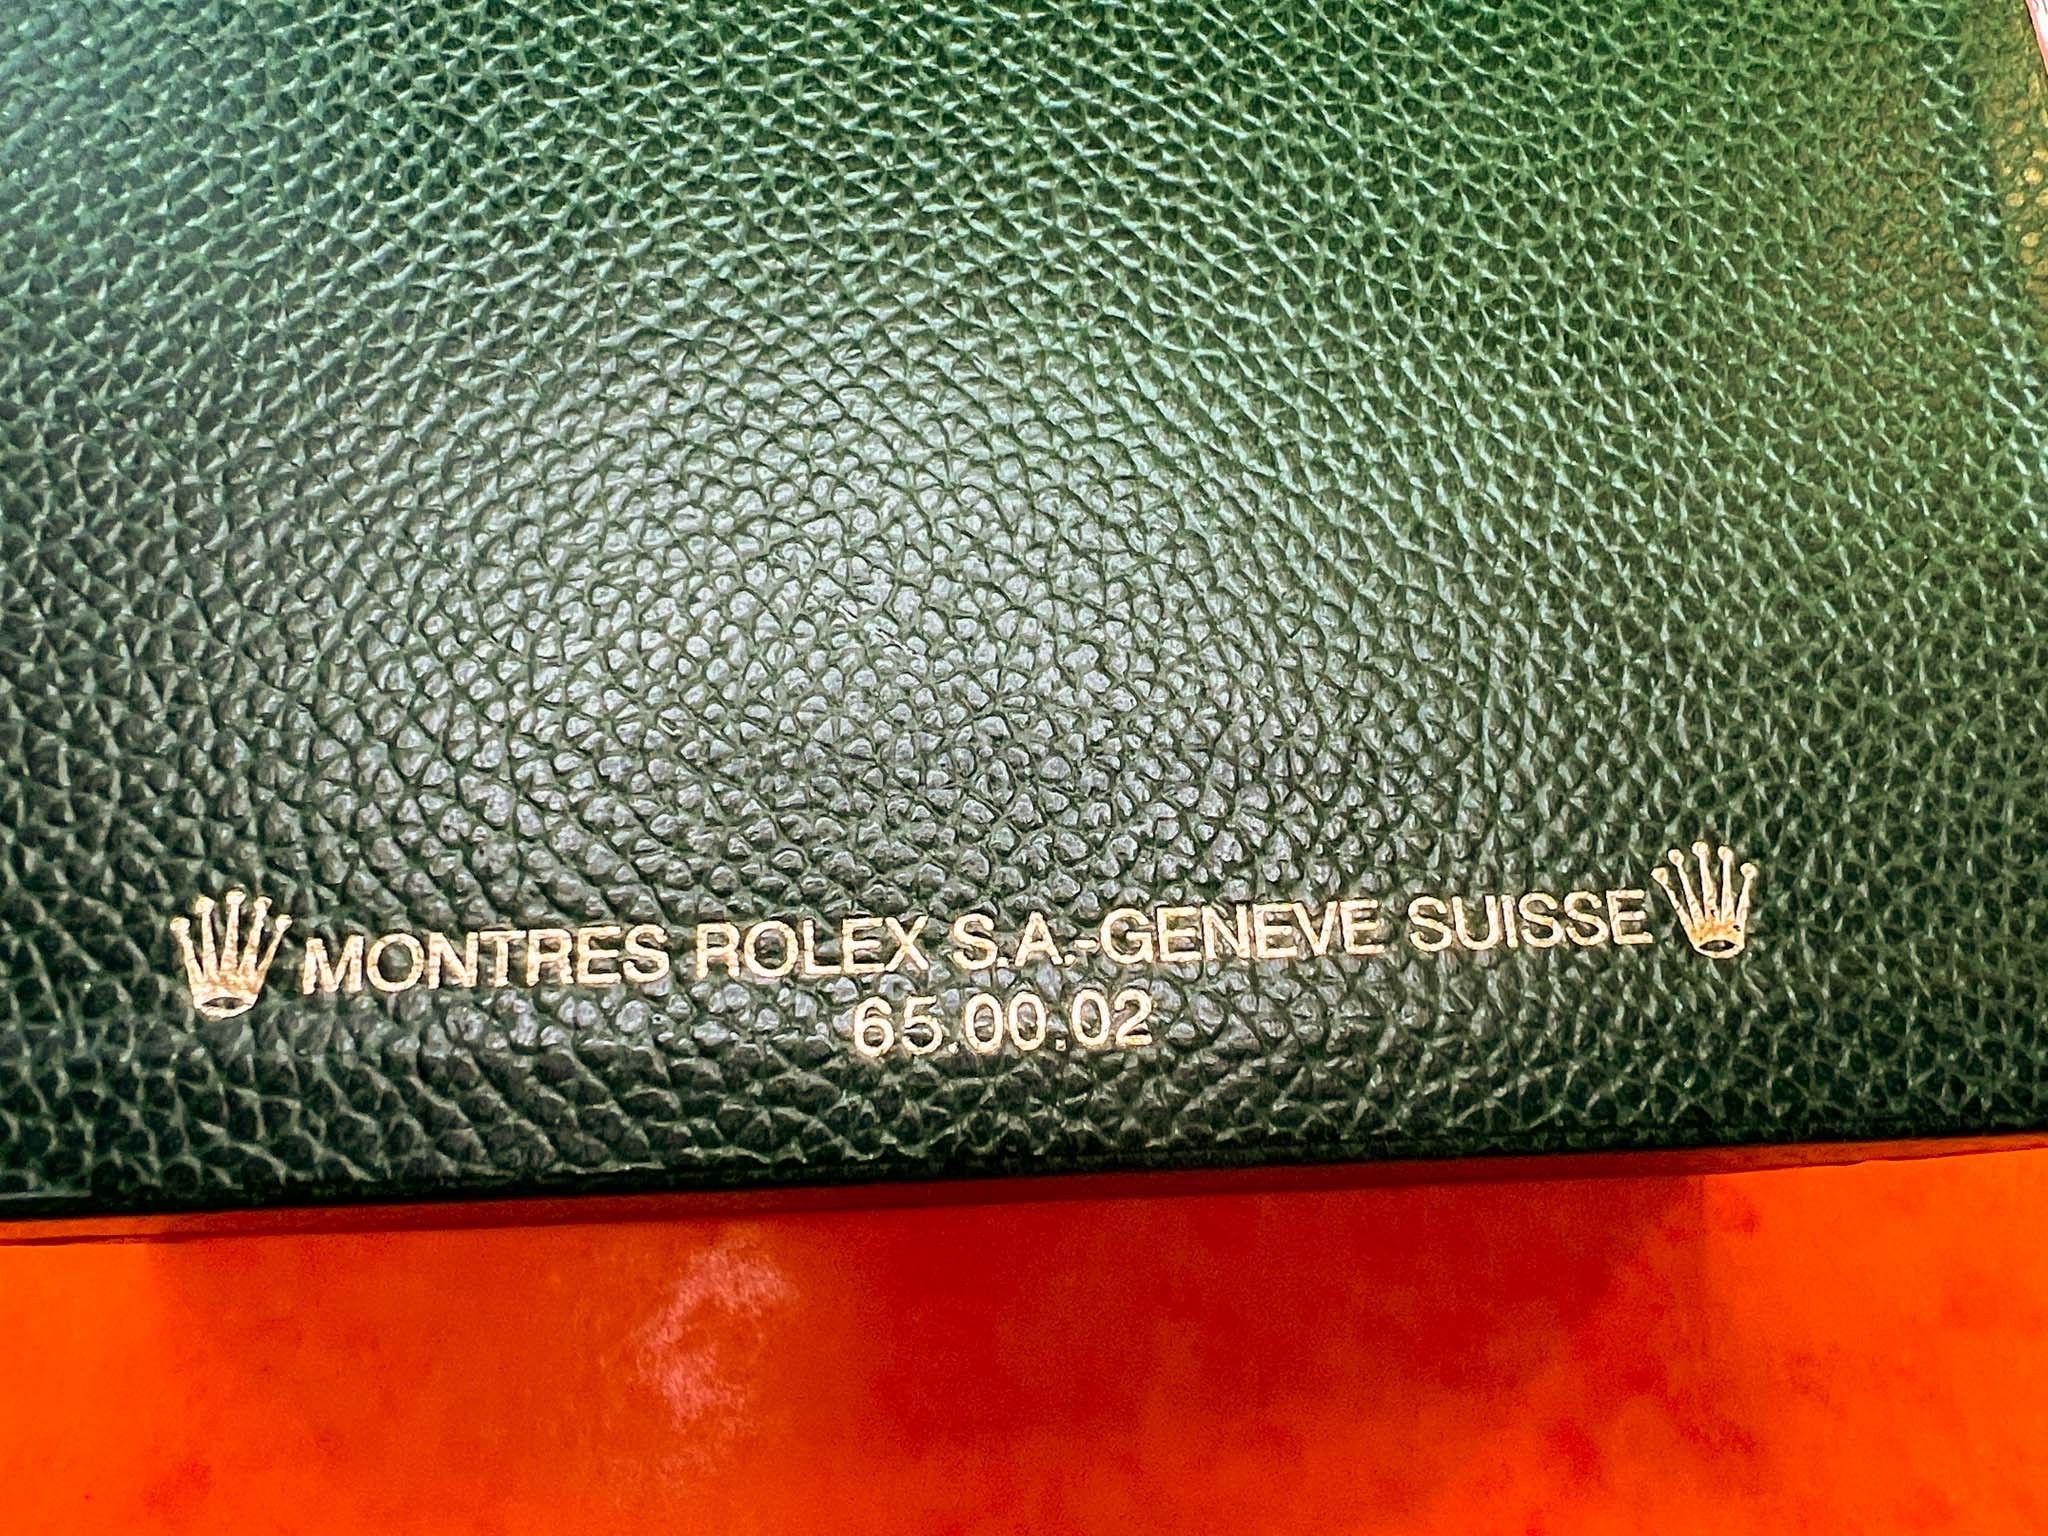 MONTRES ROLEX S.A.-GENEVE SUISSE
65.00.02